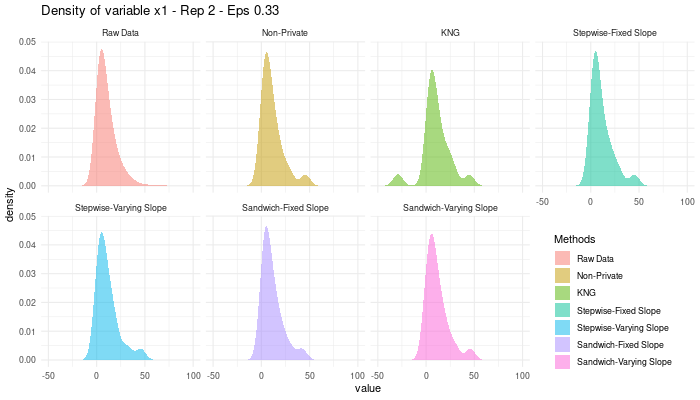 Density of variable x1 - Rep 2 - Eps 0.33
Raw Data
Non-Private
KNG
Stepwise-Fixed Slope
0.05
0.04
0.03
0.02
0.01
0.00
-50 0 50 100
density
Stepwise-Varying Slope
Sandwich-Fixed Slope
Sandwich-Varying Slope
0.05
0.04
0.03
0.02
0.01
0.00
-50 0 50 100
-50 0 50 100
-50 0 50 100
value
Methods
Raw Data
Non-Private
KNG
Stepwise-Fixed Slope
Stepwise-Varying Slope
Sandwich-Fixed Slope
Sandwich-Varying Slope